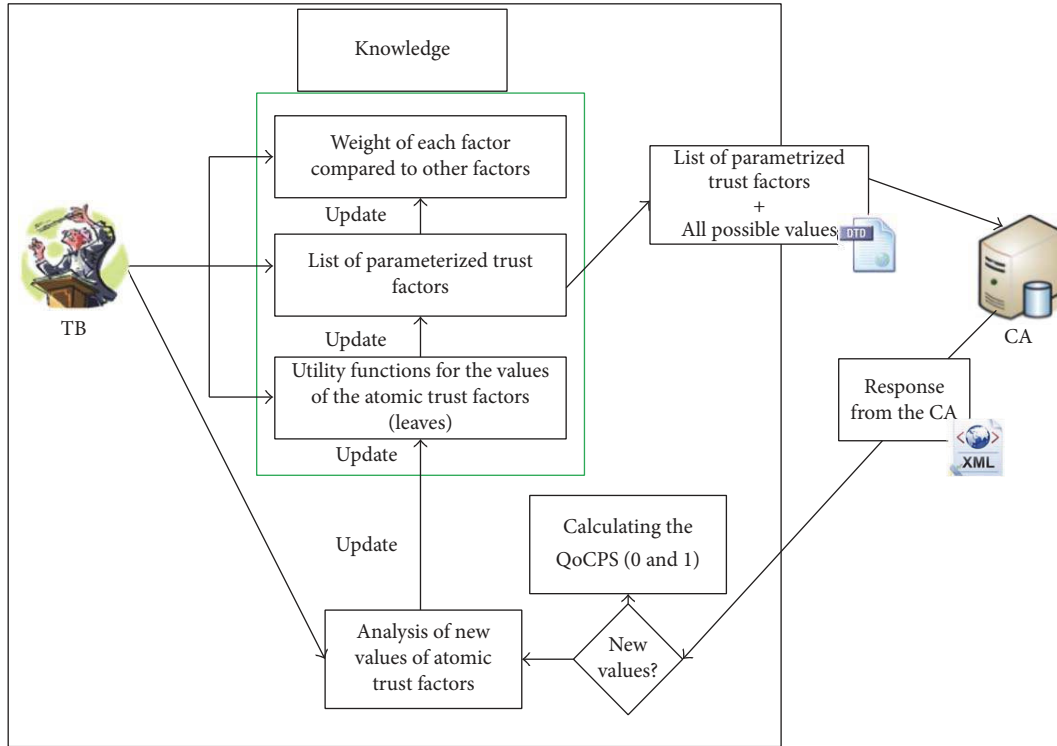 Knowledge
Weight of each factor
compared to other factors
Update
List of parameterized trust
factors
Update
Utility functions for the values
of the atomic trust factors
(leaves)
Update
Update
TB
List of parametrized
trust factors
+
All possible values
DTD
CA
Response
from the CA
XML
Calculating the
QoCPS (0 and 1)
New
values?
Analysis of new
values of atomic
trust factors